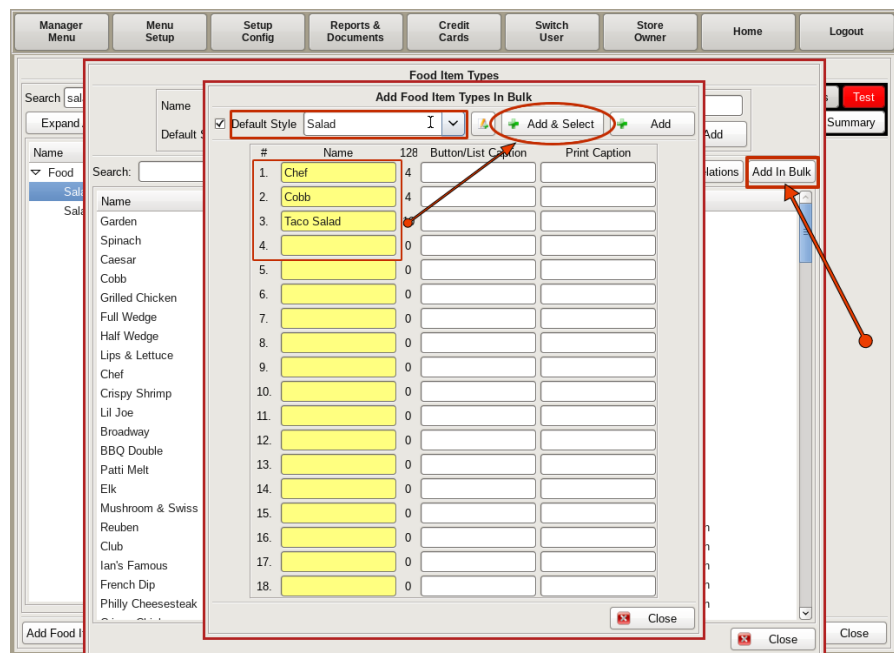 Manager Menu
Menu Setup
Setup Config
Reports & Documents
Credit Cards
Switch User
Store Owner
Home
Logout
Food Item Types
Search sal
Name
Add Food Item Types In Bulk
Test
Expand
Default
Default Style Salad
Add & Select
Add
Add
Summary
Name
# Name 128 Button/List Caption Print Caption
Food
Search:
lations
Add In Bulk
1. Chef 4
2. Cobb 4
3. Taco Salad
4. 0
5. 0
6. 0
7. 0
8. 0
9. 0
10. 0
11. 0
12. 0
13. 0
14. 0
15. 0
16. 0
17. 0
18. 0
Sala
Sala
Name
Garden
Spinach
Caesar
Cobb
Grilled Chicken
Full Wedge
Half Wedge
Lips & Lettuce
Chef
Crispy Shrimp
Lil Joe
Broadway
BBQ Double
Patti Melt
Elk
Mushroom & Swiss
Reuben
Club
Ian's Famous
French Dip
Philly Cheesesteak
Close
Add Food I
Close
Close